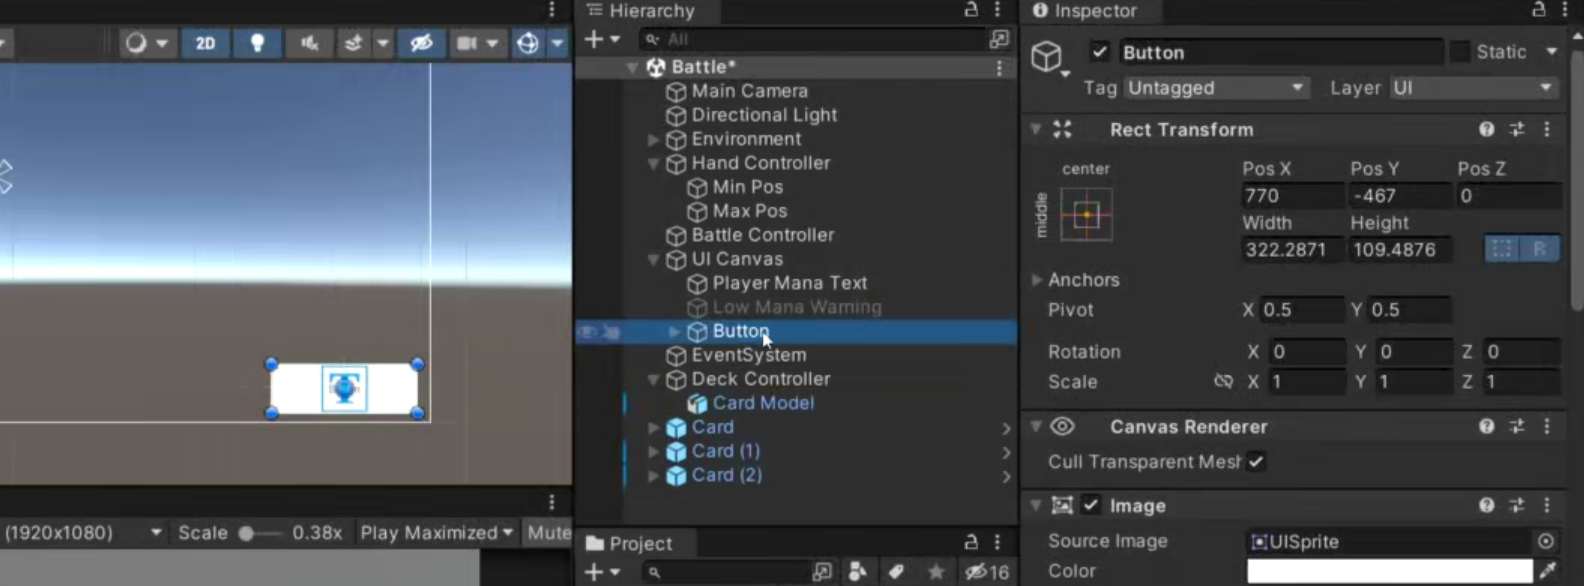 Hierarchy
Inspector
2D
All
Button
Static
Battle*
Tag Untagged Layer UI
Main Camera
Directional Light
Environment
Hand Controller
Min Pos
Max Pos
Battle Controller
UI Canvas
Player Mana Text
Low Mana Warning
Button
EventSystem
Deck Controller
Card Model
Card
Card (1)
Card (2)
Rect Transform
center
middle
Pos X Pos Y Pos Z
770 -467 0
Width Height
322.2871 109.4876
R
Anchors
Pivot X 0.5 Y 0.5
Rotation X 0 Y 0 Z 0
Scale X 1 Y 1 Z 1
Canvas Renderer
Cull Transparent Mesh
Image
Source Image UISprite
Color
(1920x1080) Scale 0.38x Play Maximized Mute
Project
16